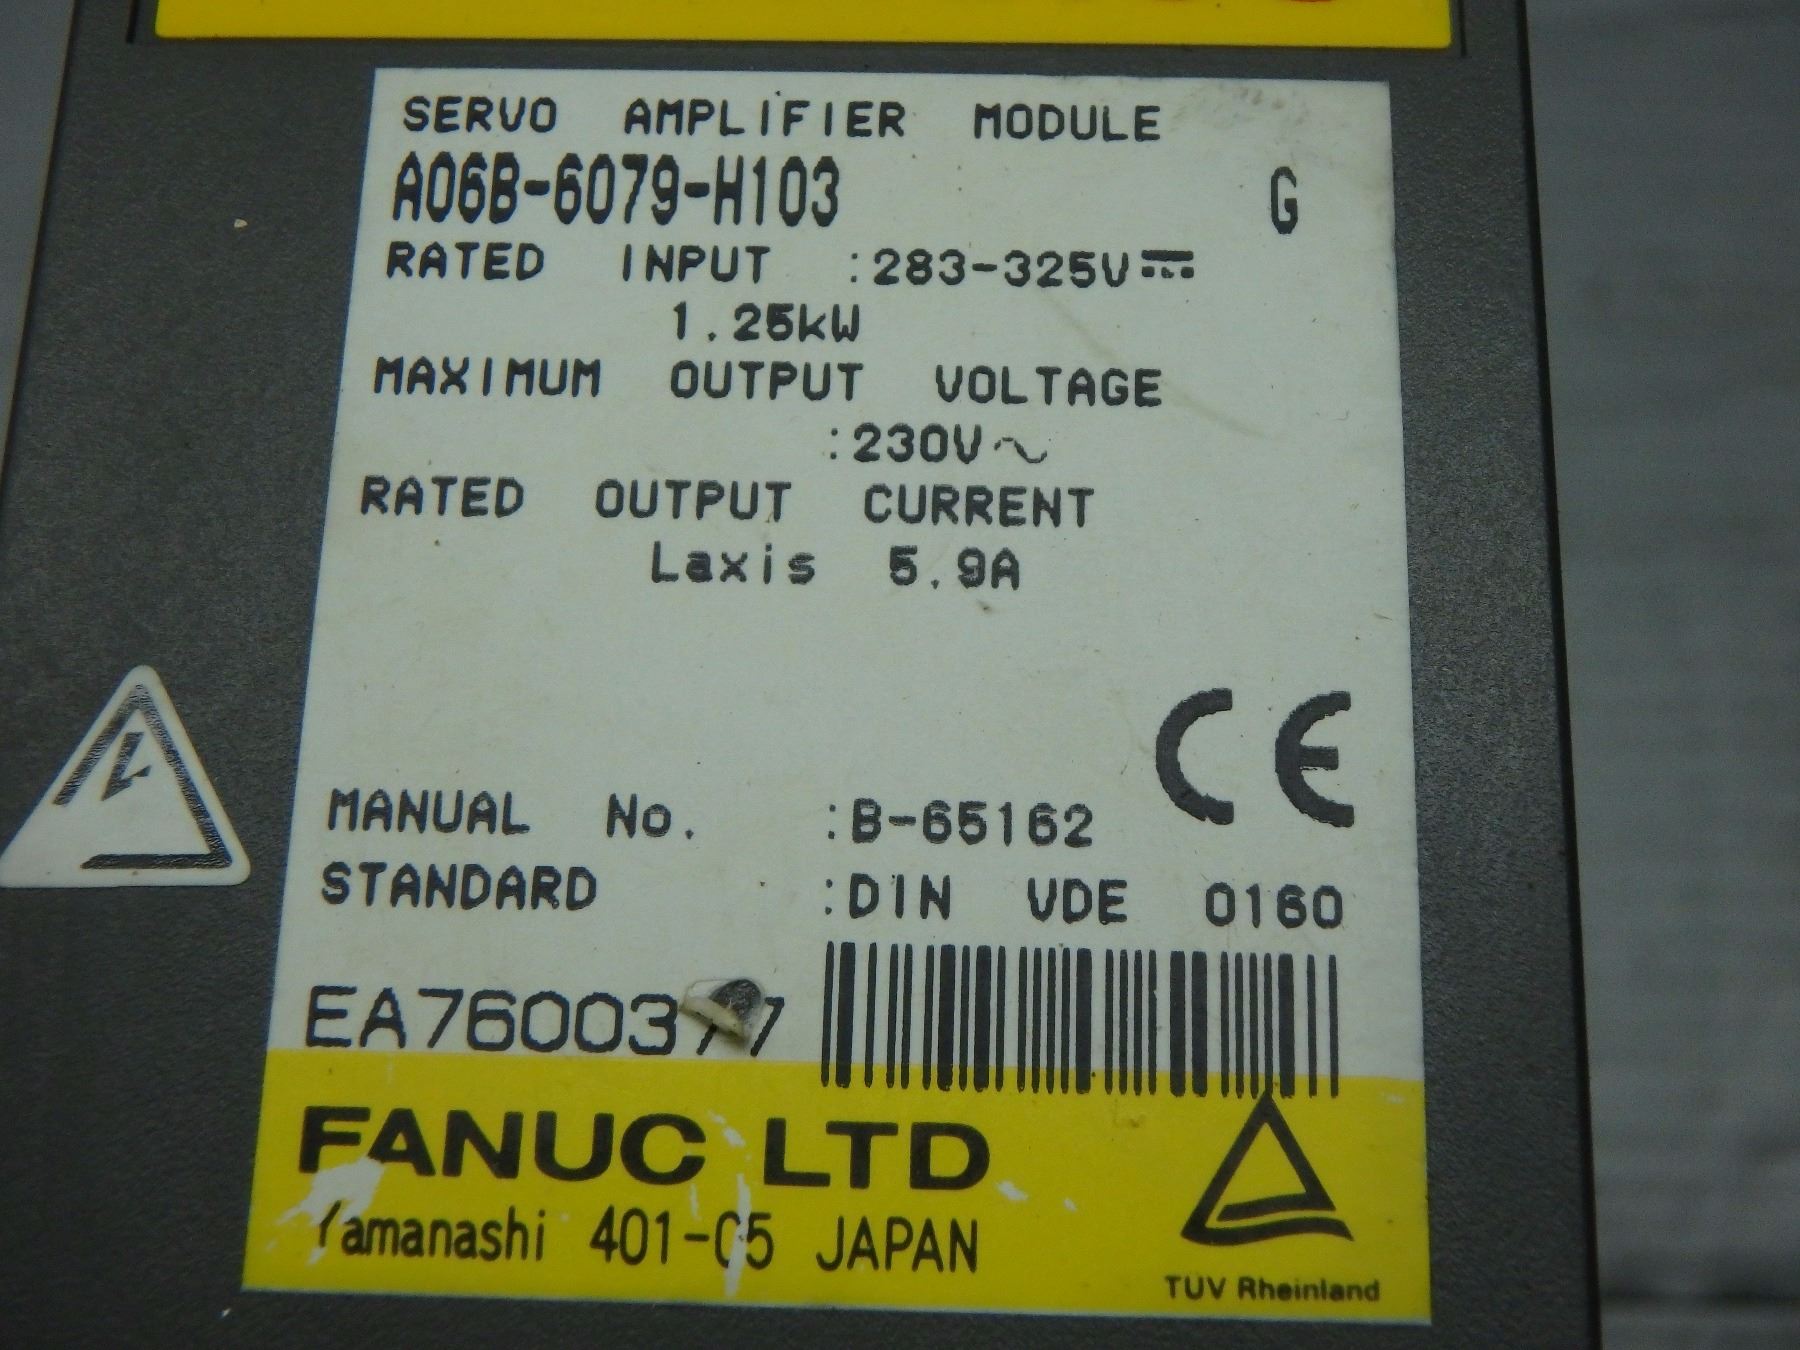 SERVO AMPLIFIER MODULE
A06B-6079-H103 G
RATED INPUT :283-325V⎓
1.25kW
MAXIMUM OUTPUT VOLTAGE
:230V~
RATED OUTPUT CURRENT
Laxis 5.9A
CE
MANUAL No. :B-65162
STANDARD :DIN VDE 0160
FANUC LTD
Yamanashi 401-05 JAPAN
TUV Rheinland